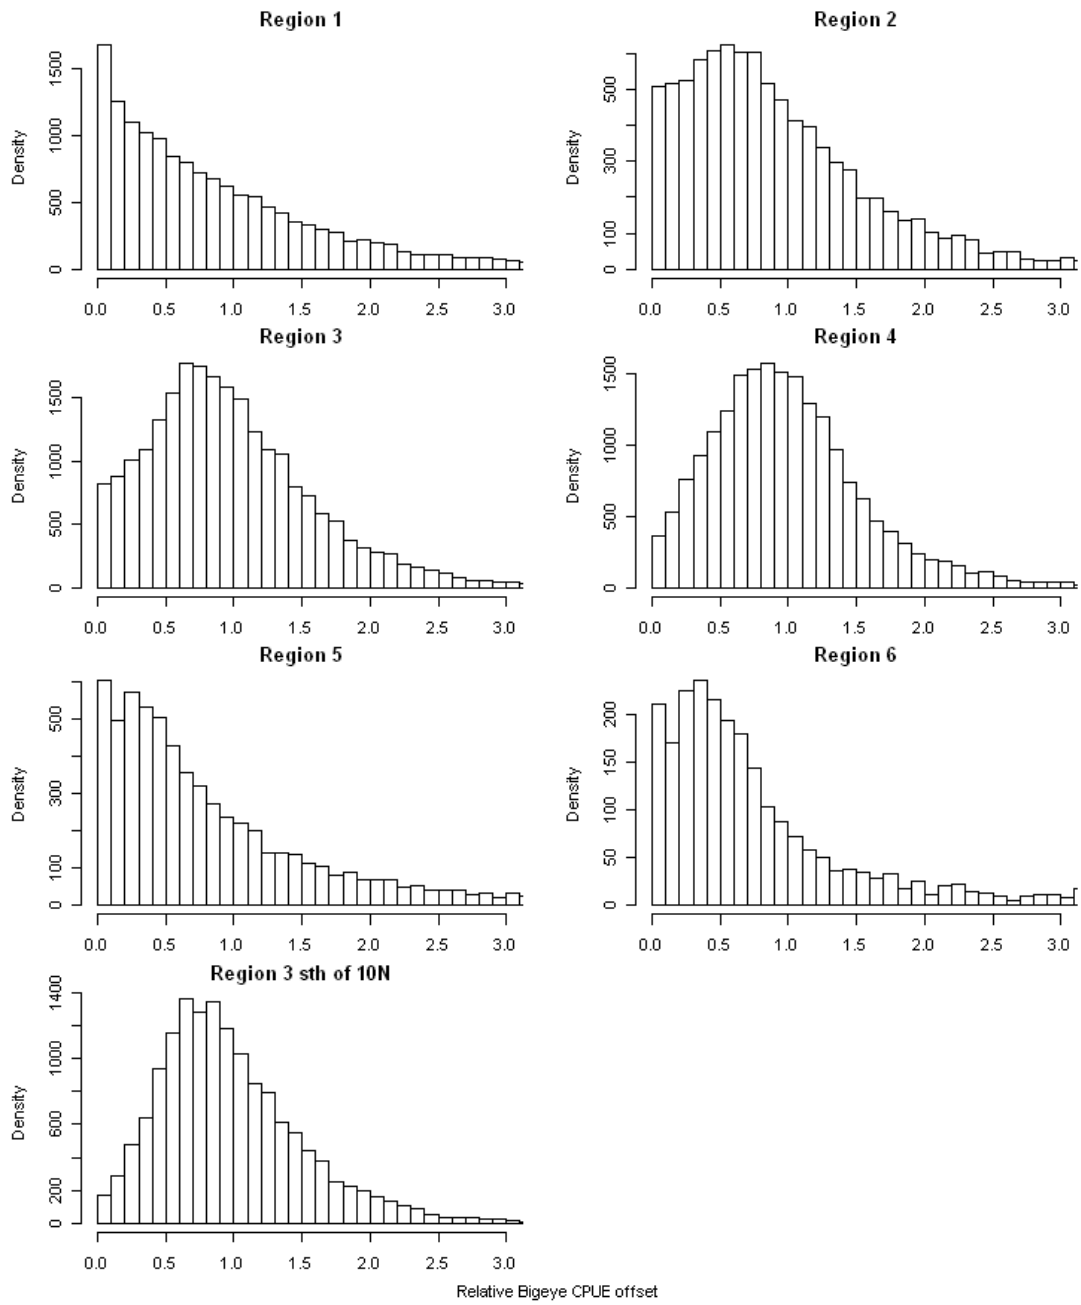 Region 1
Density
0 500 1000 1500
0.0 0.5 1.0 1.5 2.0 2.5 3.0
Region 2
Density
0 100 300 500
0.0 0.5 1.0 1.5 2.0 2.5 3.0
Region 3
Density
0 500 1000 1500
0.0 0.5 1.0 1.5 2.0 2.5 3.0
Region 4
Density
0 500 1000 1500
0.0 0.5 1.0 1.5 2.0 2.5 3.0
Region 5
Density
0 100 300 500
0.0 0.5 1.0 1.5 2.0 2.5 3.0
Region 6
Density
0 50 100 150 200
0.0 0.5 1.0 1.5 2.0 2.5 3.0
Region 3 sth of 10N
Density
0 200 600 1000 1400
0.0 0.5 1.0 1.5 2.0 2.5 3.0
Relative Bigeye CPUE offset